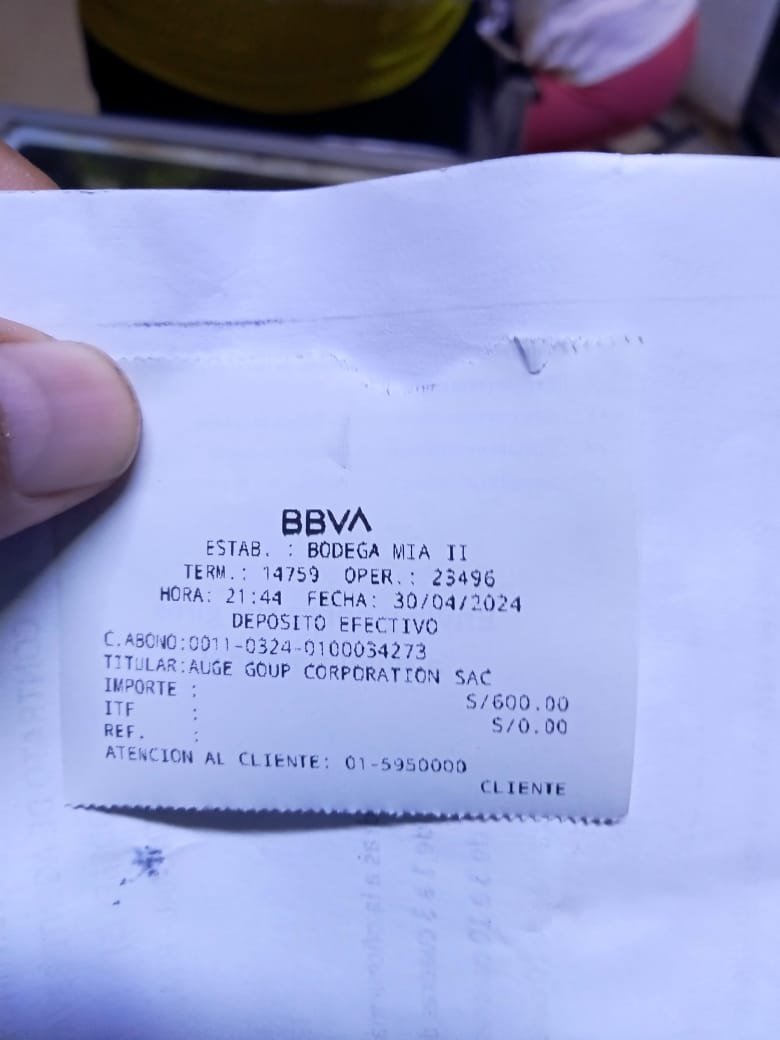 BBVA
ESTAB. : BODEGA MIA II
TERM.: 14759 OPER.: 23496
HORA: 21:44 FECHA: 30/04/2024
DEPOSITO EFECTIVO
C.ABONO:0011-0324-0100034273
TITULAR:AUGE GOUP CORPORATION SAC
IMPORTE : S/600.00
ITF : S/0.00
REF. :
ATENCION AL CLIENTE: 01-5950000
CLIENTE